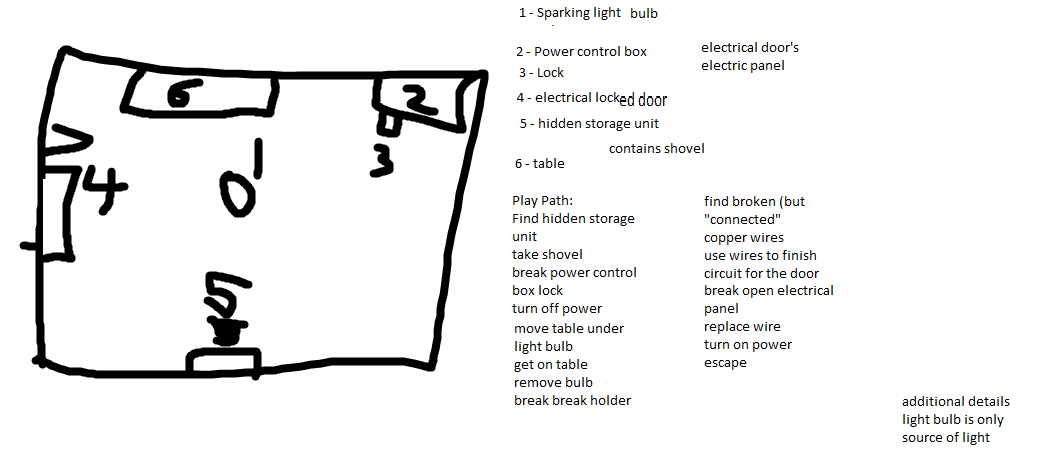 1 - Sparking light bulb
2 - Power control box
3 - Lock
4 - electrical locked door
5 - hidden storage unit
contains shovel
6 - table
electrical door's
electric panel
6
2
3
4
1
5
Play Path:
Find hidden storage
unit
take shovel
break power control
box lock
turn off power
move table under
light bulb
get on table
remove bulb
break break holder
find broken (but
"connected"
copper wires
use wires to finish
circuit for the door
break open electrical
panel
replace wire
turn on power
escape
additional details
light bulb is only
source of light